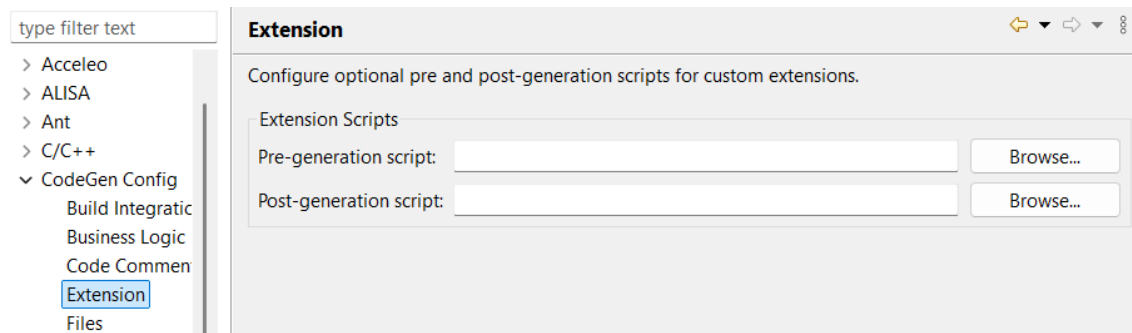 type filter text
Acceleo
ALISA
Ant
C/C++
CodeGen Config
Build Integratic
Business Logic
Code Commen
Extension
Files
Extension
Configure optional pre and post-generation scripts for custom extensions.
Extension Scripts
Pre-generation script: Browse...
Post-generation script: Browse...